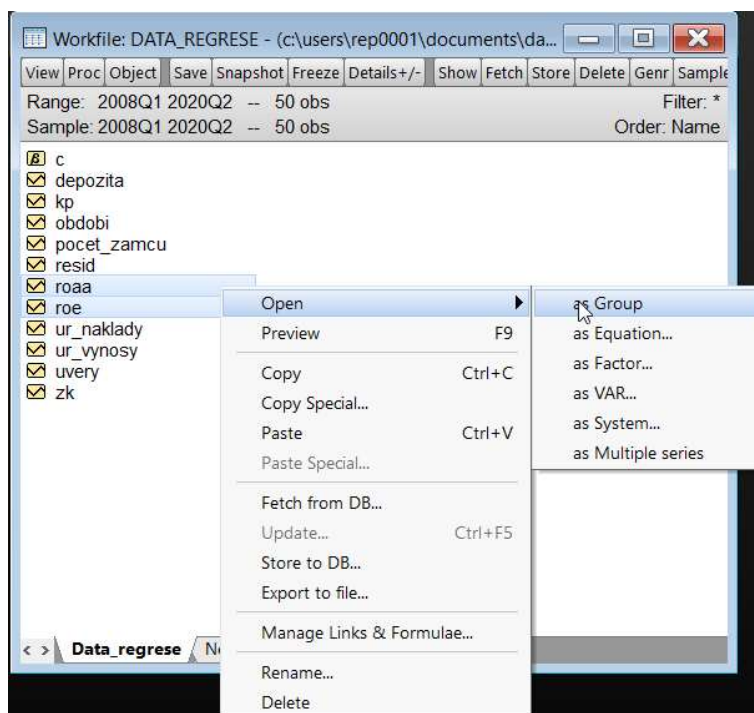 Workfile: DATA_REGRESE - (c:\users\rep0001\documents\da...
View Proc Object Save Snapshot Freeze Details+/- Show Fetch Store Delete Genr Sample
Range: 2008Q1 2020Q2 -- 50 obs Filter: *
Sample: 2008Q1 2020Q2 -- 50 obs Order: Name
β c
depozita
kp
obdobi
pocet_zamcu
resid
roaa
roe
ur_naklady
ur_vynosy
uvery
zk
Open
Preview F9
Copy Ctrl+C
Copy Special...
Paste Ctrl+V
Paste Special...
Fetch from DB...
Update... Ctrl+F5
Store to DB...
Export to file...
Manage Links & Formulae...
Rename...
Delete
as Group
as Equation...
as Factor...
as VAR...
as System...
as Multiple series
Data_regrese